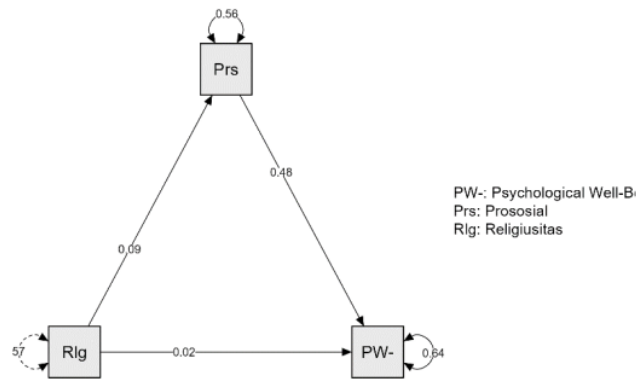 0.56
Prs
0.48
PW-: Psychological Well-Be
Prs: Prososial
Rlg: Religiusitas
0.09
57
Rlg
0.02
PW-
0.64